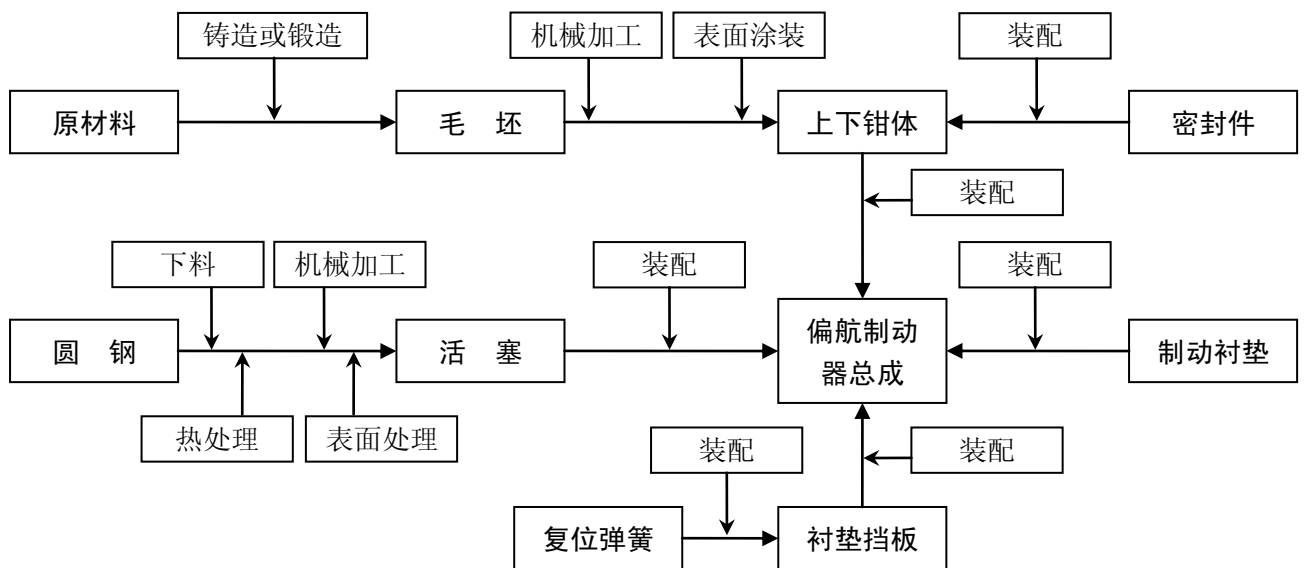 铸造或锻造
机械加工
表面涂装
装配
原材料
毛 坯
上下钳体
密封件
装配
下料
机械加工
装配
装配
圆 钢
活 塞
偏航制动
器总成
制动衬垫
热处理
表面处理
装配
装配
复位弹簧
衬垫挡板